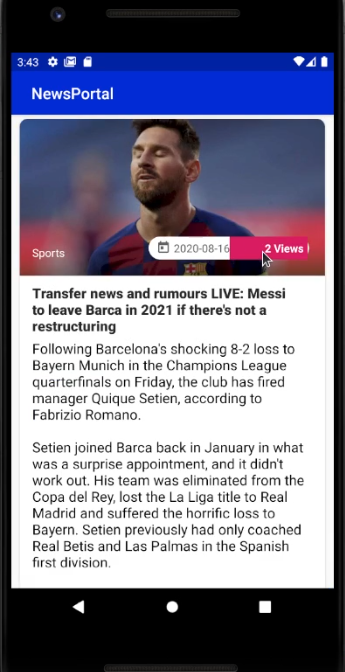 3:43
NewsPortal
Sports
2020-08-16
2 Views
Transfer news and rumours LIVE: Messi
to leave Barca in 2021 if there's not a
restructuring
Following Barcelona's shocking 8-2 loss to
Bayern Munich in the Champions League
quarterfinals on Friday, the club has fired
manager Quique Setien, according to
Fabrizio Romano.
Setien joined Barca back in January in what
was a surprise appointment, and it didn't
work out. His team was eliminated from the
Copa del Rey, lost the La Liga title to Real
Madrid and suffered the horrific loss to
Bayern. Setien previously had only coached
Real Betis and Las Palmas in the Spanish
first division.